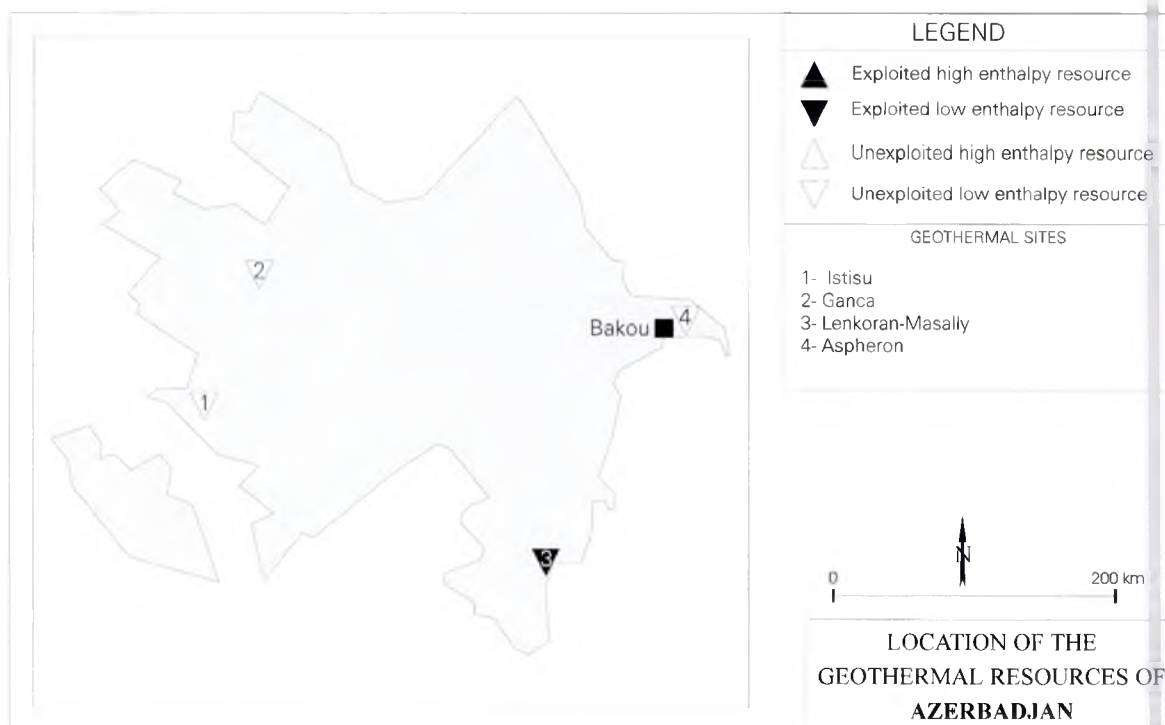 LEGEND
Exploited high enthalpy resource
Exploited low enthalpy resource
Unexploited high enthalpy resource
Unexploited low enthalpy resource
GEOTHERMAL SITES
1- Istisu
2- Ganca
3- Lenkoran-Masally
4- Aspheron
2
Bakou
4
1
3
N
0 200 km
LOCATION OF THE
GEOTHERMAL RESOURCES OF
AZERBADJAN